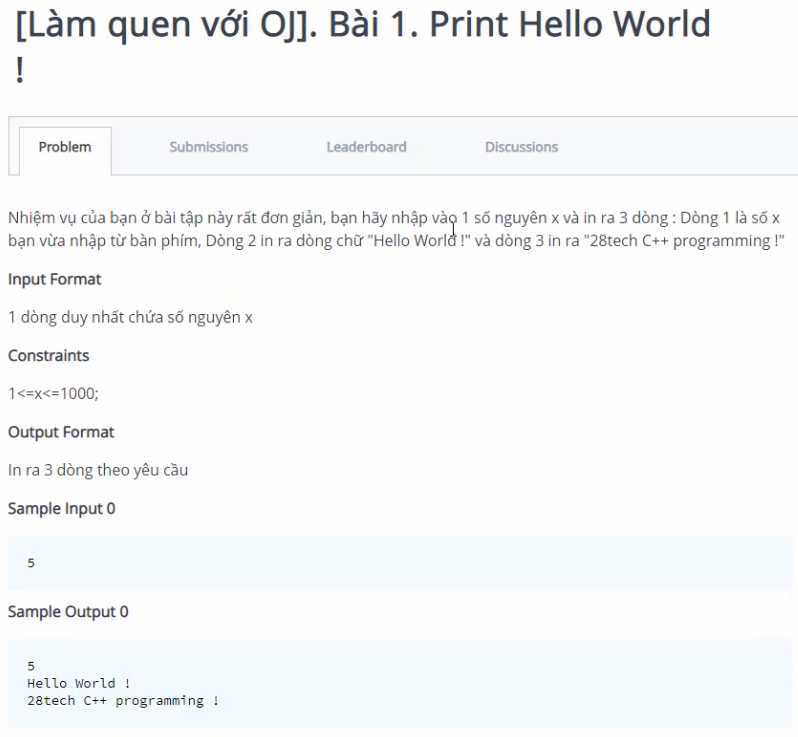 [Làm quen với OJ]. Bài 1. Print Hello World
!
Problem
Submissions
Leaderboard
Discussions
Nhiệm vụ của bạn ở bài tập này rất đơn giản, bạn hãy nhập vào 1 số nguyên x và in ra 3 dòng : Dòng 1 là số x
bạn vừa nhập từ bàn phím, Dòng 2 in ra dòng chữ "Hello World !" và dòng 3 in ra "28tech C++ programming !"
Input Format
1 dòng duy nhất chứa số nguyên x
Constraints
1<=x<=1000;
Output Format
In ra 3 dòng theo yêu cầu
Sample Input 0
5
Sample Output 0
5
Hello World !
28tech C++ programming !